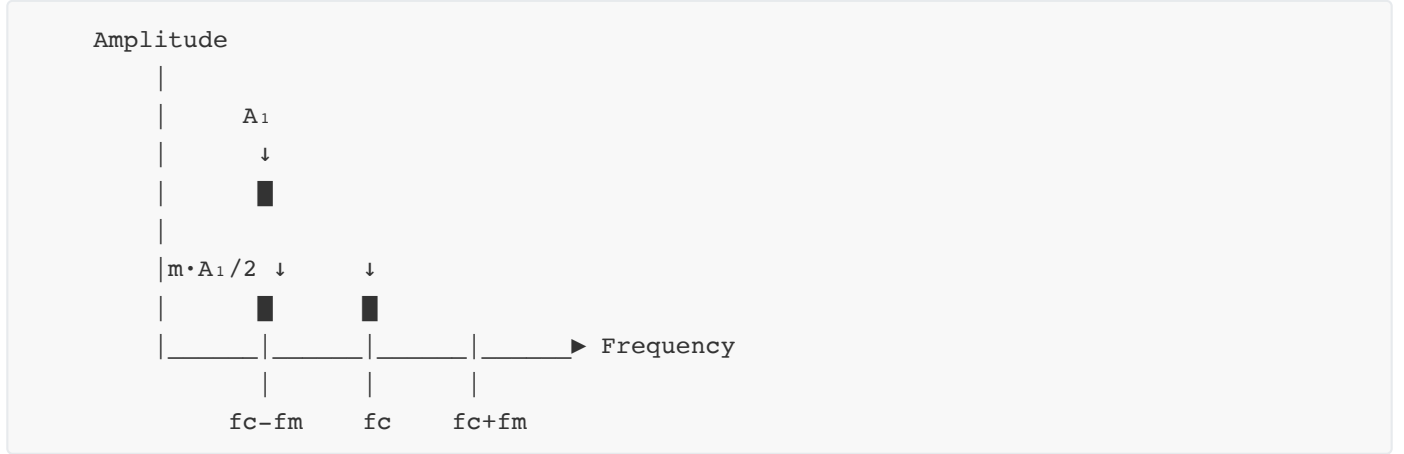 Amplitude
A₁
↓
m·A₁/2 ↓ ↓
Frequency
fc-fm fc fc+fm